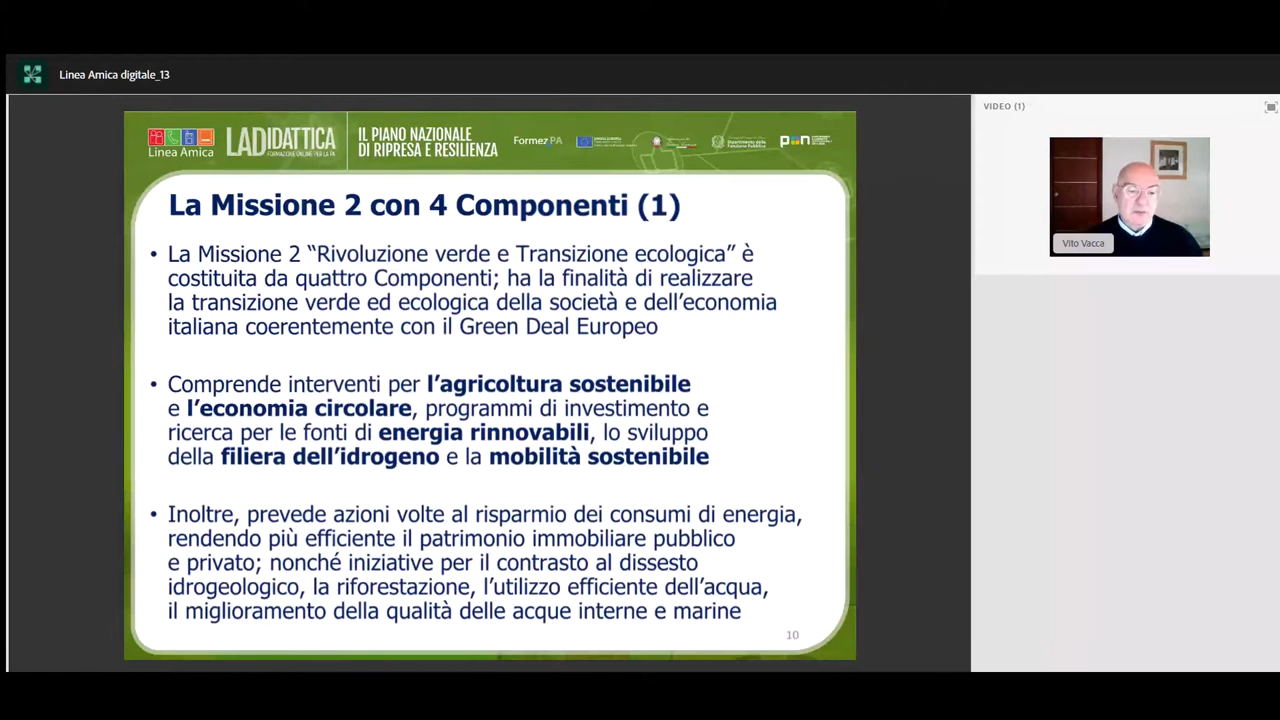 Linea Amica digitale_13
VIDEO (1)
Linea Amica
LADIDATTICA
FORMAZIONE ONLINE PER LA PA
IL PIANO NAZIONALE
DI RIPRESA E RESILIENZA
Formez PA
UNIONE EUROPEA
Dipartimento della
Funzione Pubblica
La Missione 2 con 4 Componenti (1)
• La Missione 2 “Rivoluzione verde e Transizione ecologica” è
costituita da quattro Componenti; ha la finalità di realizzare
la transizione verde ed ecologica della società e dell’economia
italiana coerentemente con il Green Deal Europeo
• Comprende interventi per l’agricoltura sostenibile
e l’economia circolare, programmi di investimento e
ricerca per le fonti di energia rinnovabili, lo sviluppo
della filiera dell’idrogeno e la mobilità sostenibile
• Inoltre, prevede azioni volte al risparmio dei consumi di energia,
rendendo più efficiente il patrimonio immobiliare pubblico
e privato; nonché iniziative per il contrasto al dissesto
idrogeologico, la riforestazione, l’utilizzo efficiente dell’acqua,
il miglioramento della qualità delle acque interne e marine
10
Vito Vacca